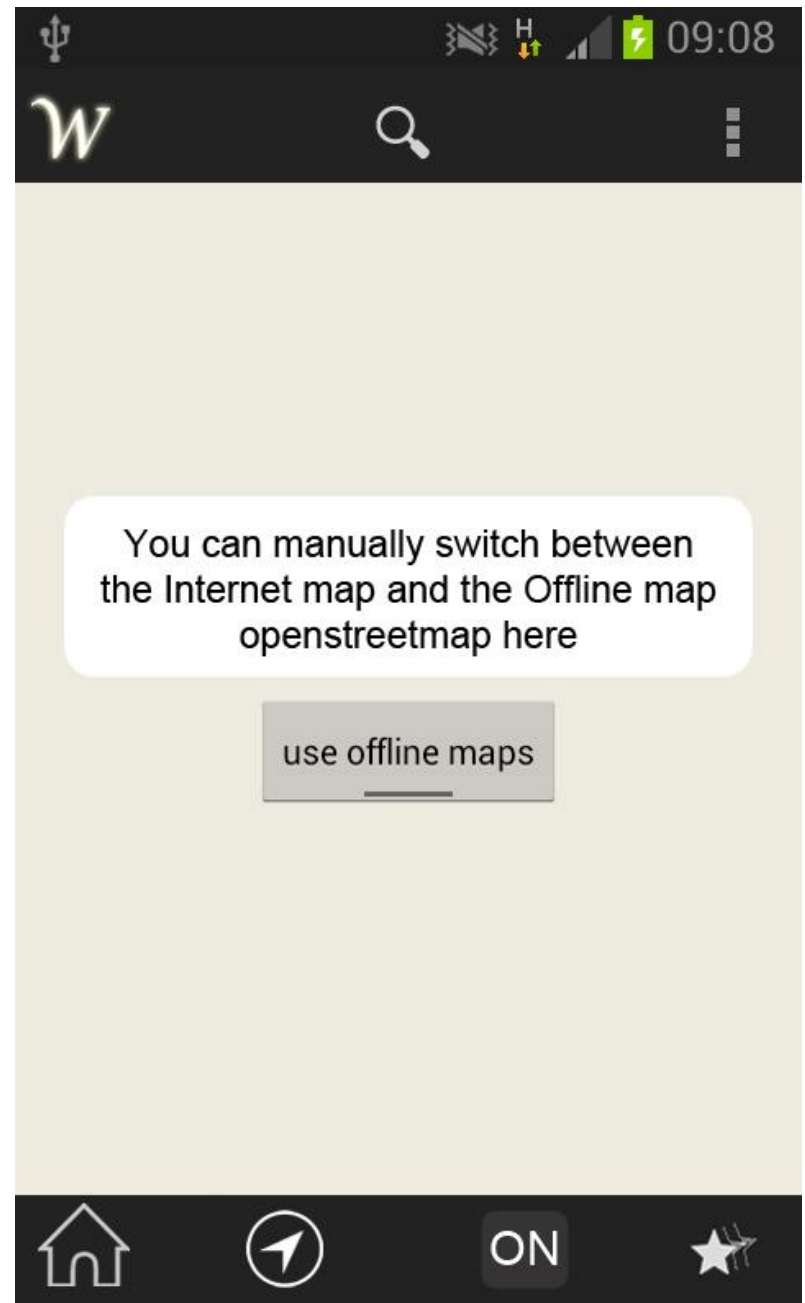 H 09:08
W
You can manually switch between
the Internet map and the Offline map
openstreetmap here
use offline maps
ON